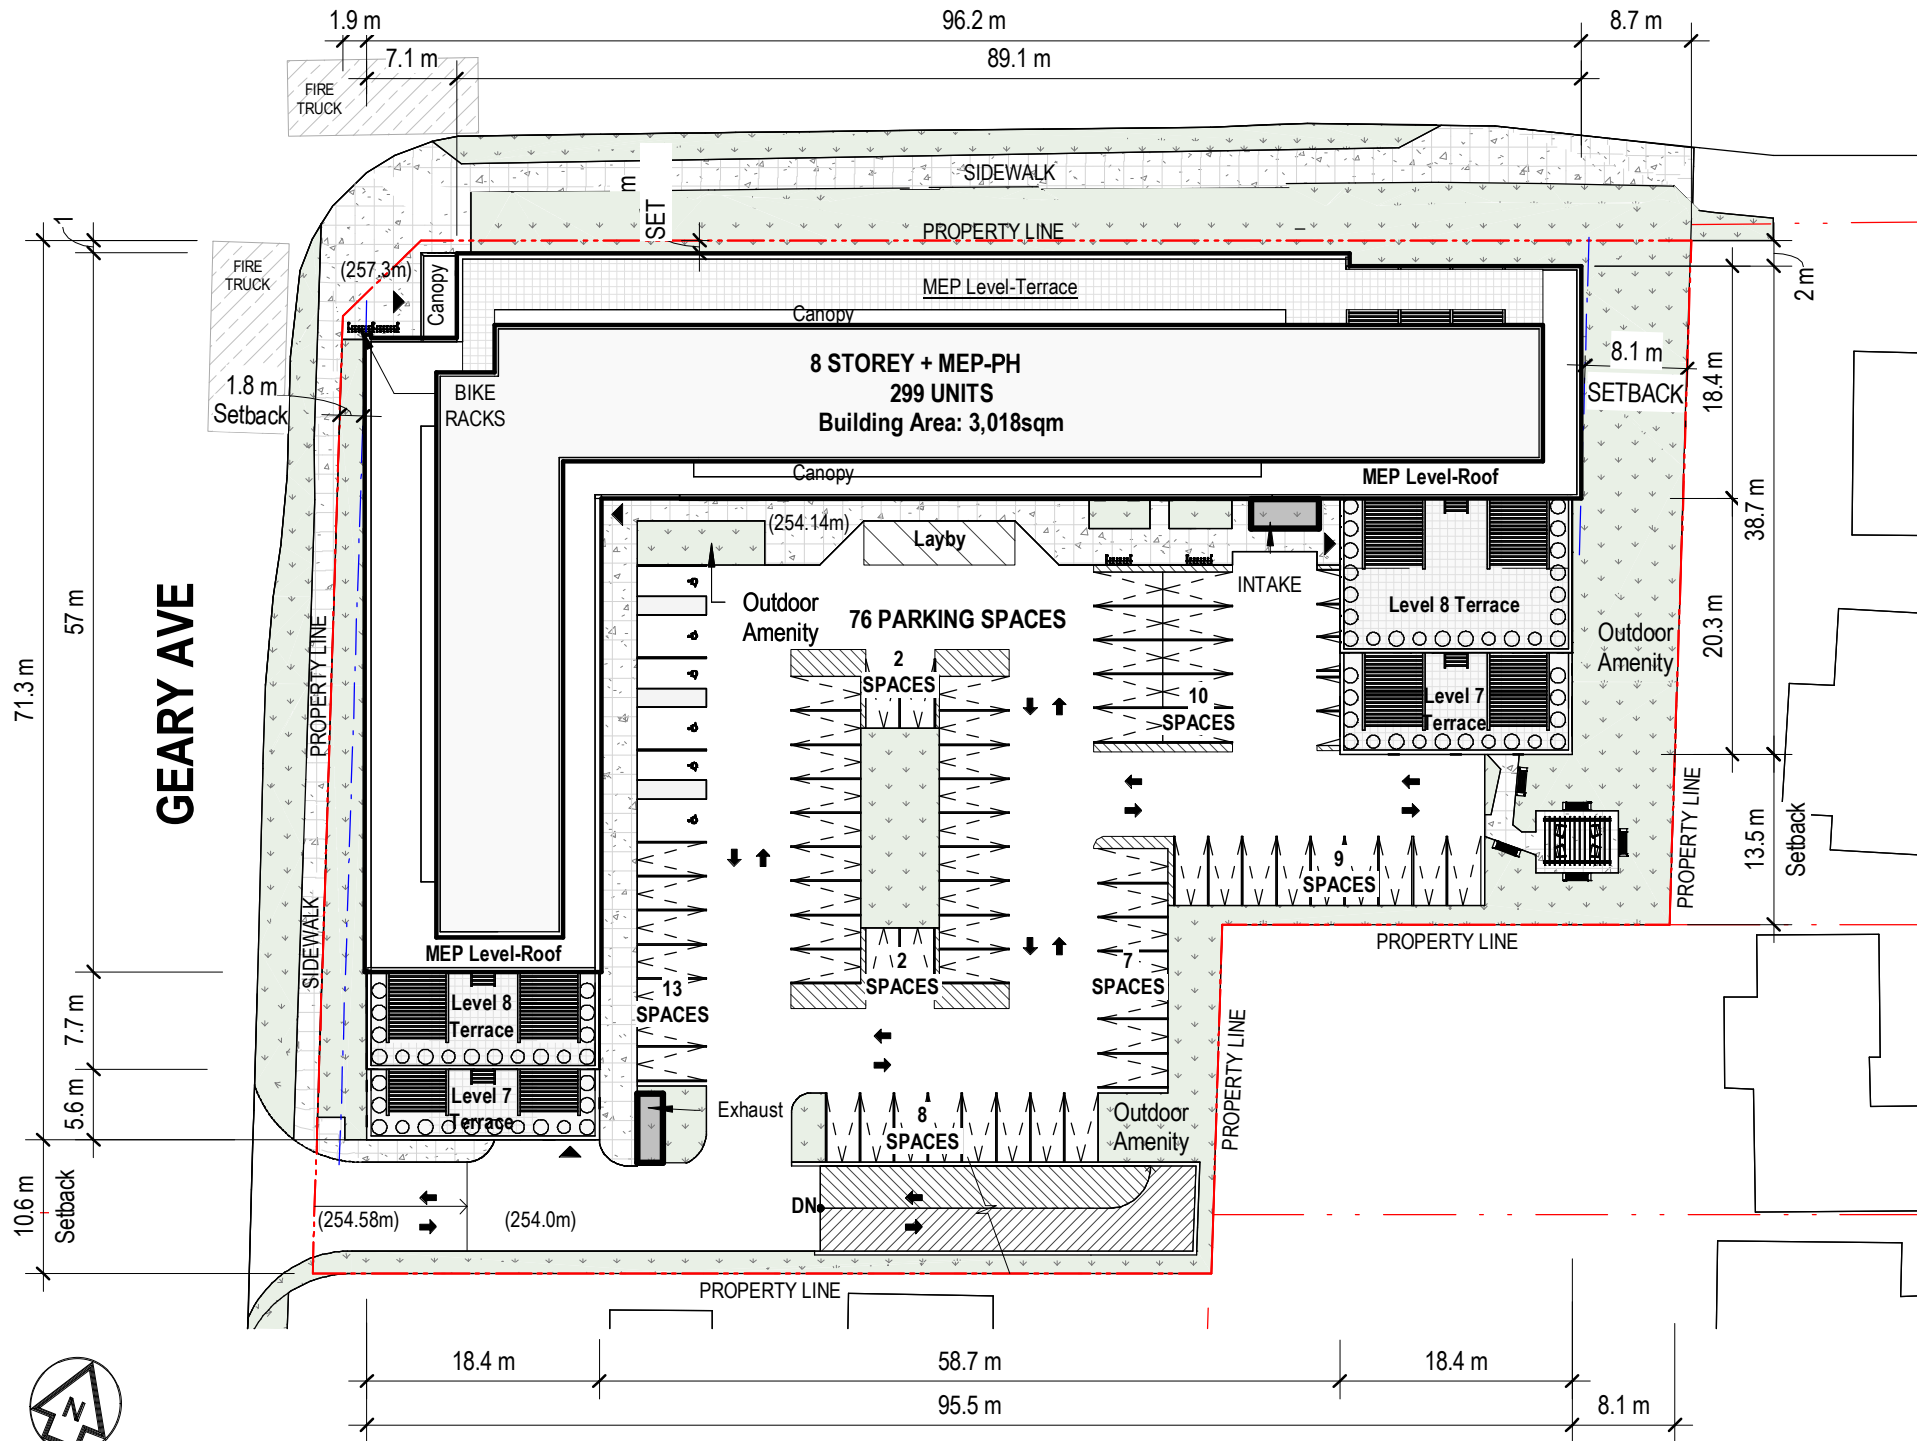 1.9 m
96.2 m
8.7 m
7.1 m
89.1 m
FIRE
TRUCK
SIDEWALK
m
SET
1
PROPERTY LINE
FIRE
TRUCK
(257.3m)
Canopy
MEP Level-Terrace
2 m
Canopy
8 STOREY + MEP-PH
299 UNITS
Building Area: 3,018sqm
8.1 m
SETBACK
18.4 m
1.8 m
Setback
BIKE
RACKS
Canopy
MEP Level-Roof
(254.14m)
Layby
INTAKE
38.7 m
57 m
71.3 m
GEARY AVE
PROPERTY LINE
Outdoor
Amenity
76 PARKING SPACES
Level 8 Terrace
Outdoor
Amenity
20.3 m
2
SPACES
10
SPACES
Level 7
Terrace
PROPERTY LINE
13.5 m
Setback
9
SPACES
SIDEWALK
MEP Level-Roof
PROPERTY LINE
2
SPACES
7
SPACES
13
SPACES
Level 8
Terrace
7.7 m
PROPERTY LINE
5.6 m
Level 7
Terrace
Exhaust
8
SPACES
Outdoor
Amenity
10.6 m
Setback
(254.58m)
(254.0m)
DN
PROPERTY LINE
18.4 m
58.7 m
18.4 m
95.5 m
8.1 m
N